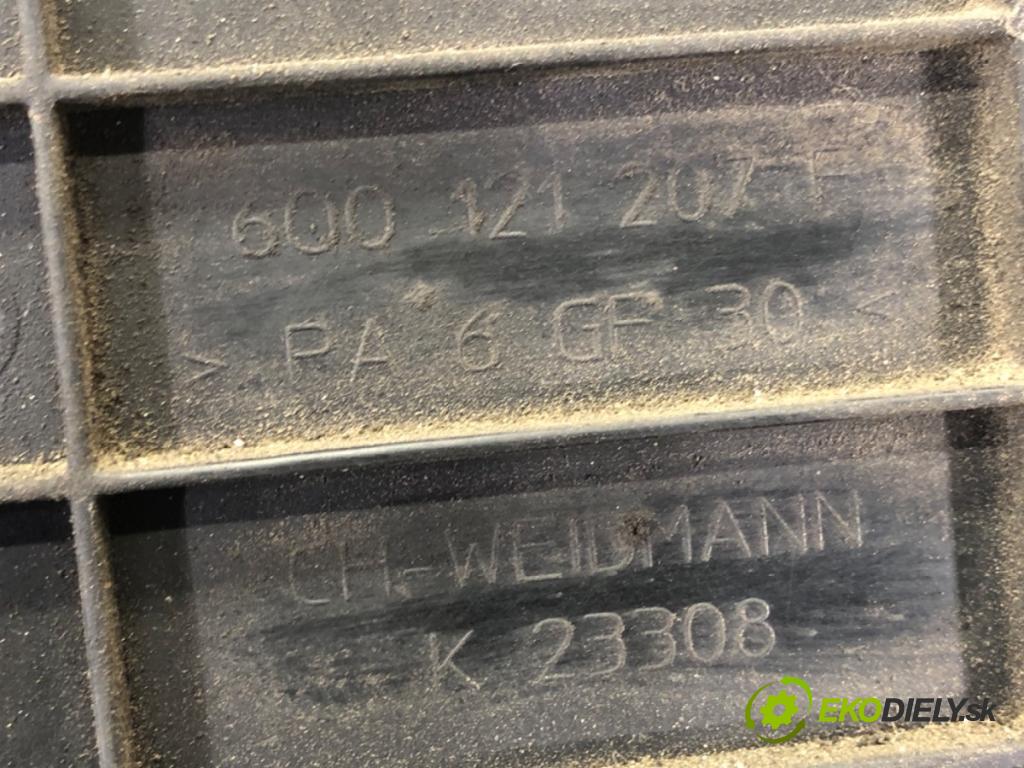 6Q0 121 207 F
> PA 6 GF 30 <
CH-WEIDMANN
K 23308
EKODIELY.sk